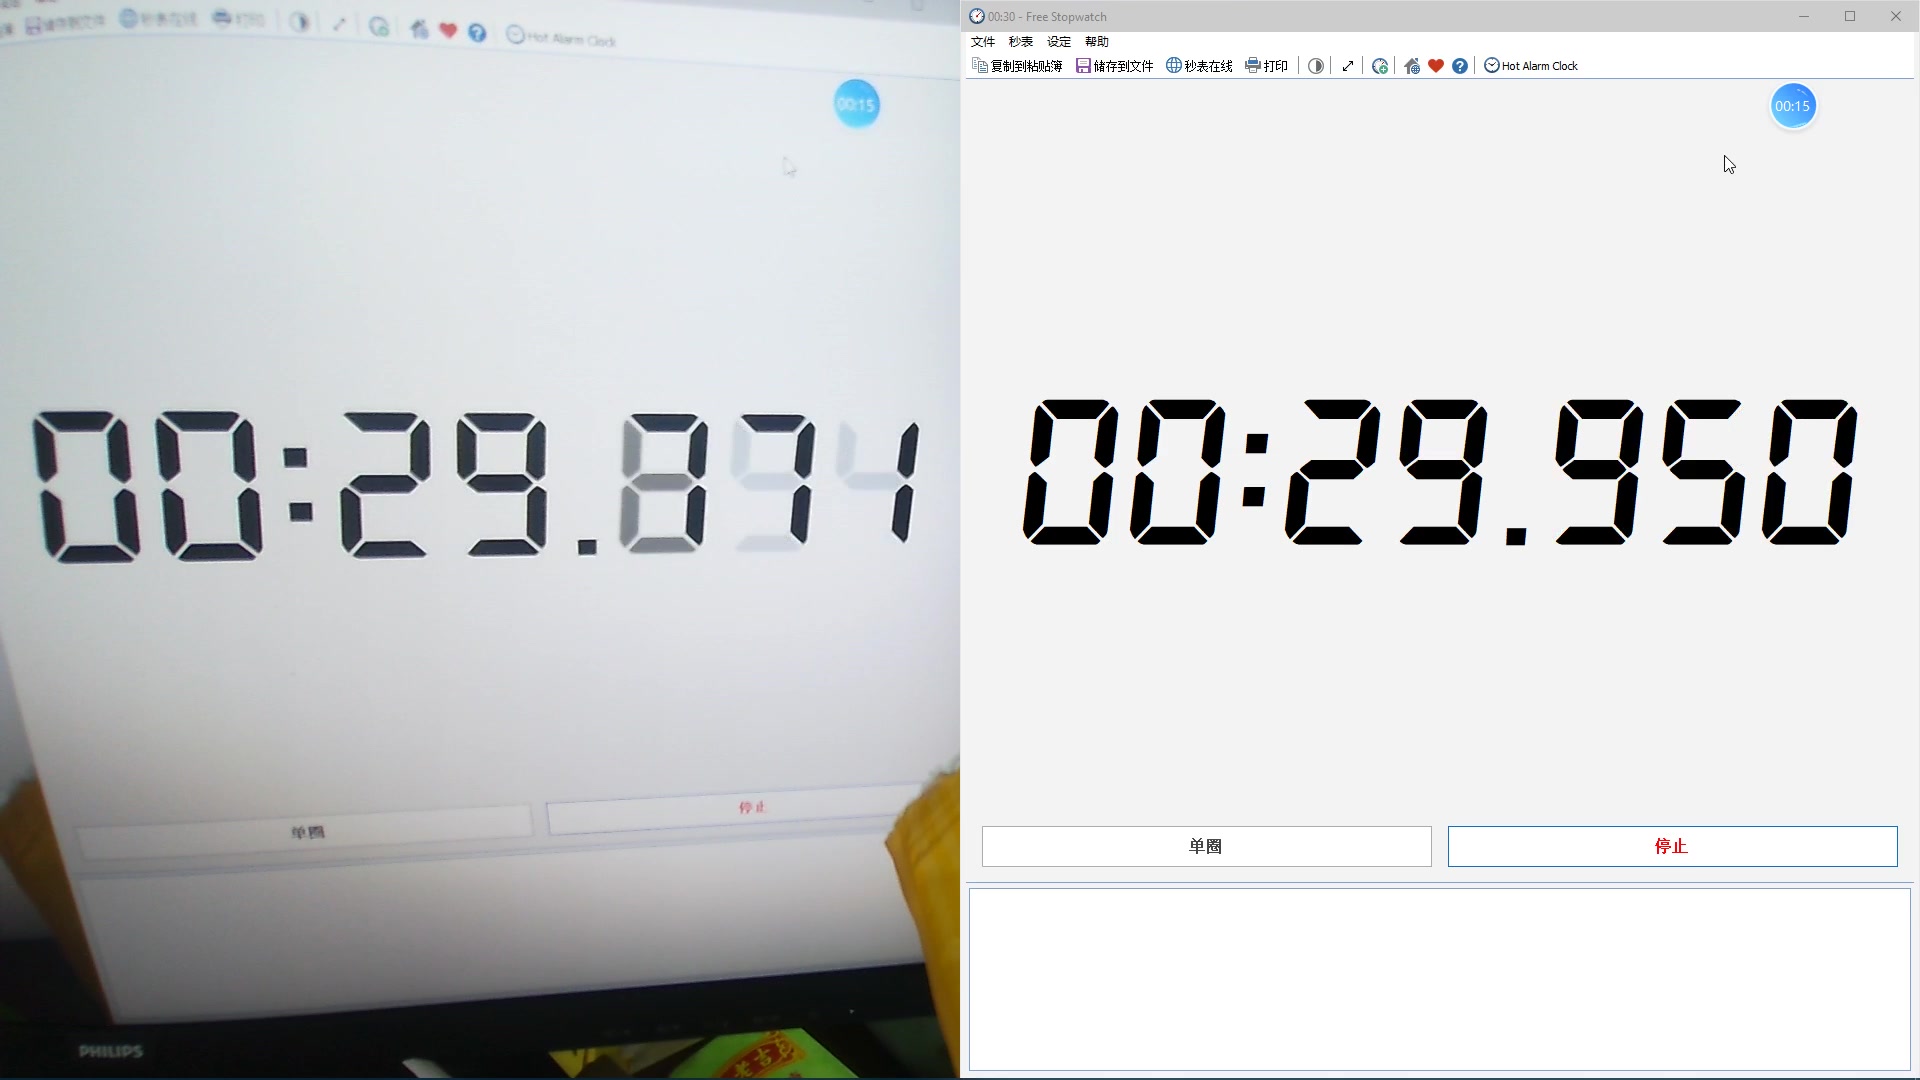 储存到文件 秒表在线 打印 Hot Alarm Clock
00:15
00:29.
单圈
停止
PHILIPS
老吉
00:30 - Free Stopwatch
文件 秒表 设定 帮助
复制到粘贴簿 储存到文件 秒表在线 打印 Hot Alarm Clock
00:15
00:29.950
单圈
停止